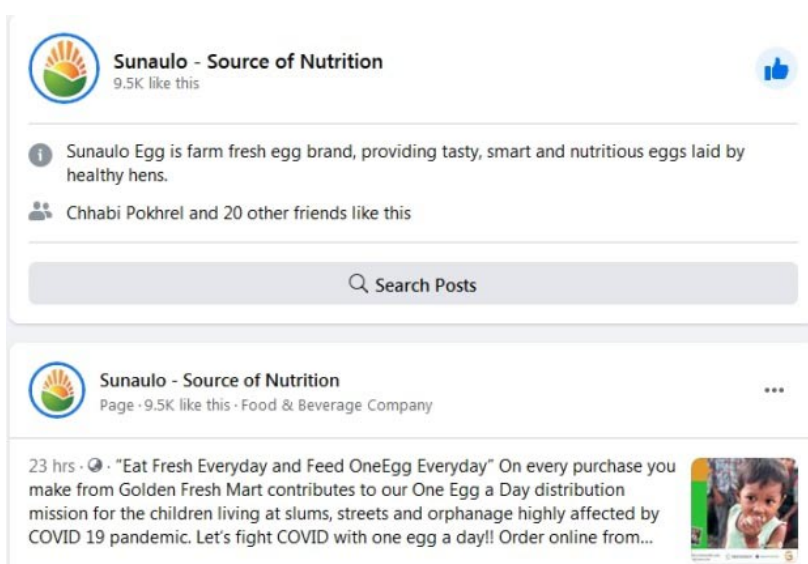 Sunaulo - Source of Nutrition
9.5K like this
Sunaulo Egg is farm fresh egg brand, providing tasty, smart and nutritious eggs laid by
healthy hens.
Chhabi Pokhrel and 20 other friends like this
Search Posts
Sunaulo - Source of Nutrition
Page · 9.5K like this · Food & Beverage Company
23 hrs · · "Eat Fresh Everyday and Feed OneEgg Everyday" On every purchase you
make from Golden Fresh Mart contributes to our One Egg a Day distribution
mission for the children living at slums, streets and orphanage highly affected by
COVID 19 pandemic. Let's fight COVID with one egg a day!! Order online from...